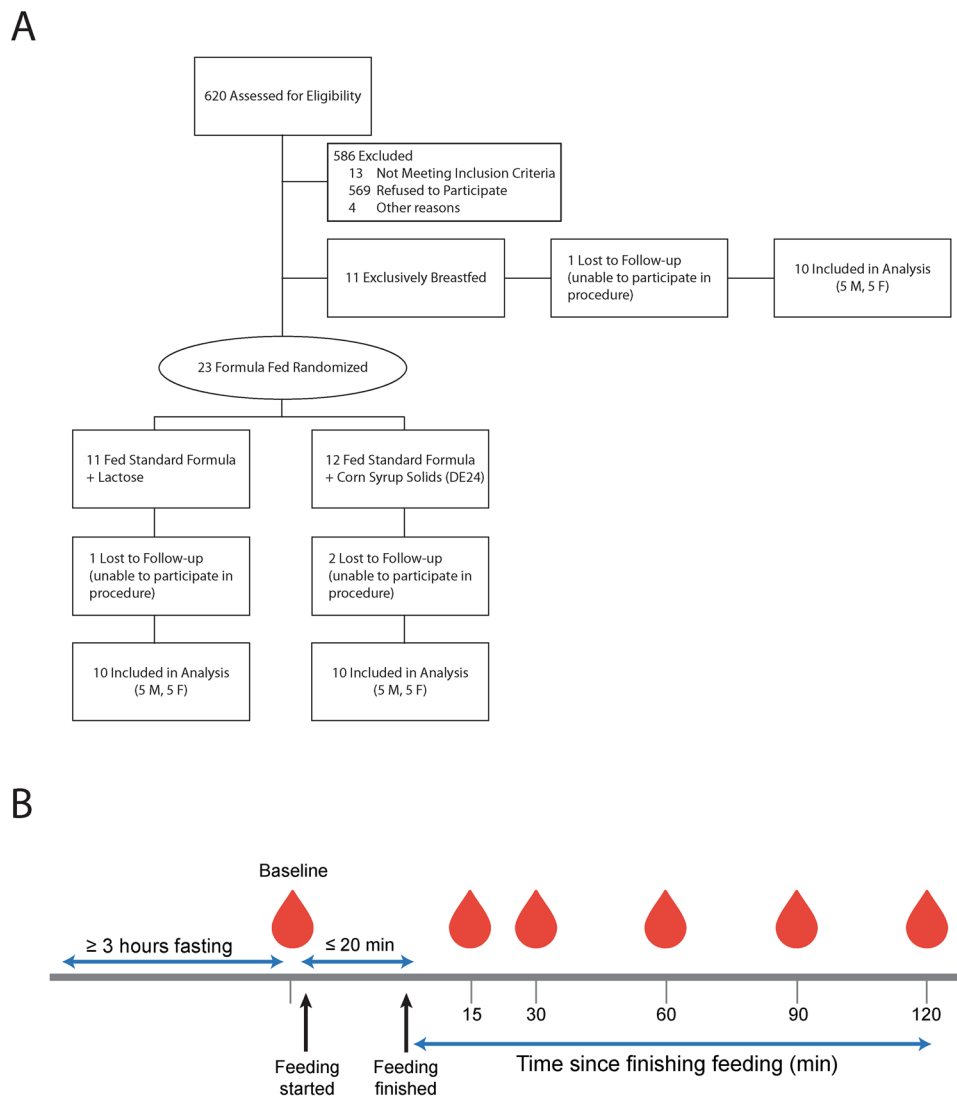 A
620 Assessed for Eligibility
586 Excluded
13 Not Meeting Inclusion Criteria
569 Refused to Participate
4 Other reasons
11 Exclusively Breastfed
1 Lost to Follow-up
(unable to participate in
procedure)
10 Included in Analysis
(5 M, 5 F)
23 Formula Fed Randomized
11 Fed Standard Formula
+ Lactose
12 Fed Standard Formula
+ Corn Syrup Solids (DE24)
1 Lost to Follow-up
(unable to participate in
procedure)
2 Lost to Follow-up
(unable to participate in
procedure)
10 Included in Analysis
(5 M, 5 F)
10 Included in Analysis
(5 M, 5 F)
B
Baseline
≥ 3 hours fasting
≤ 20 min
15
30
60
90
120
Feeding
started
Feeding
finished
Time since finishing feeding (min)